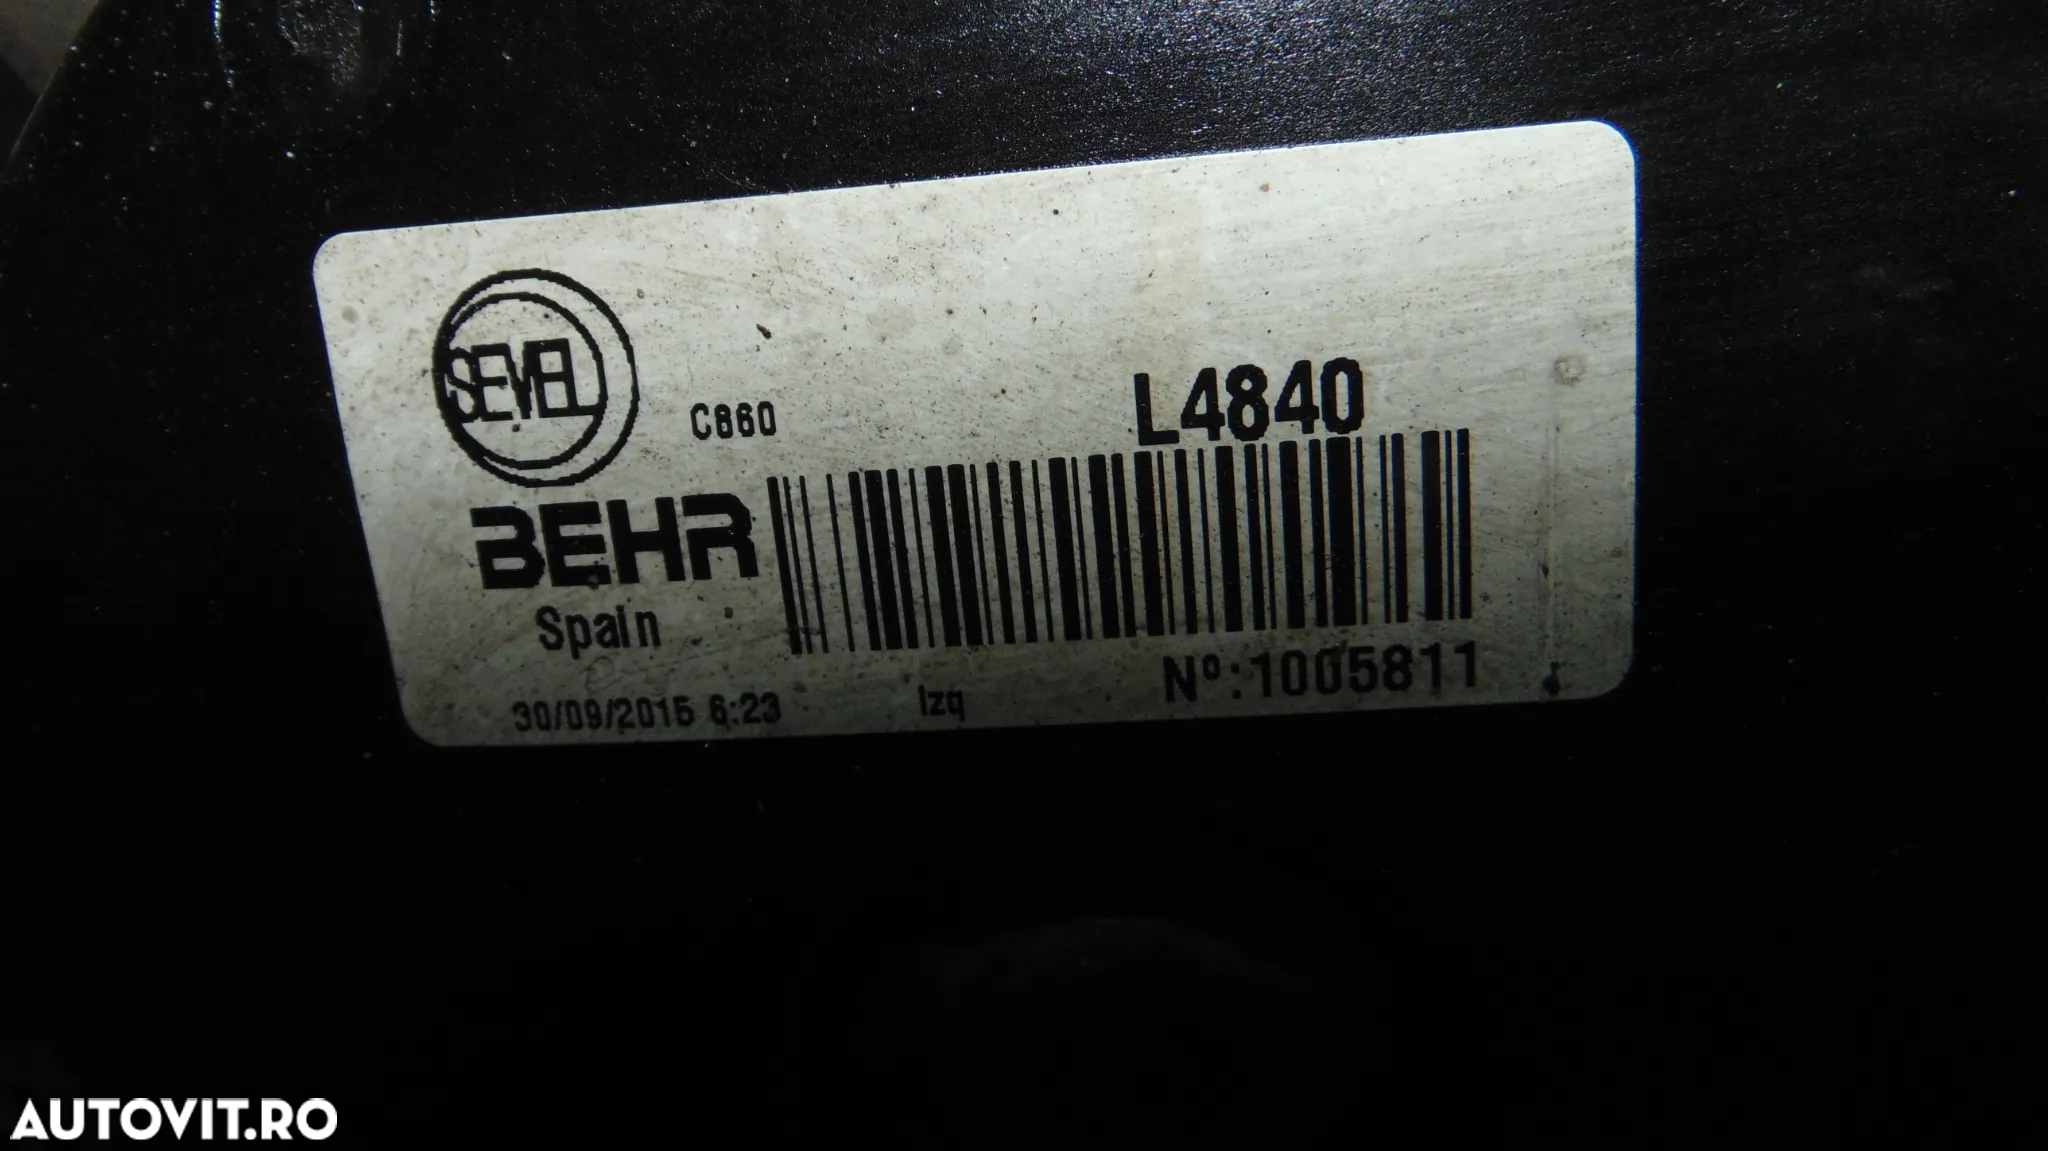 SEVEL
C860
L4840
BEHR
Spain
30/09/2015 6:23
Izq
Nº:1005811
AUTOVIT.RO